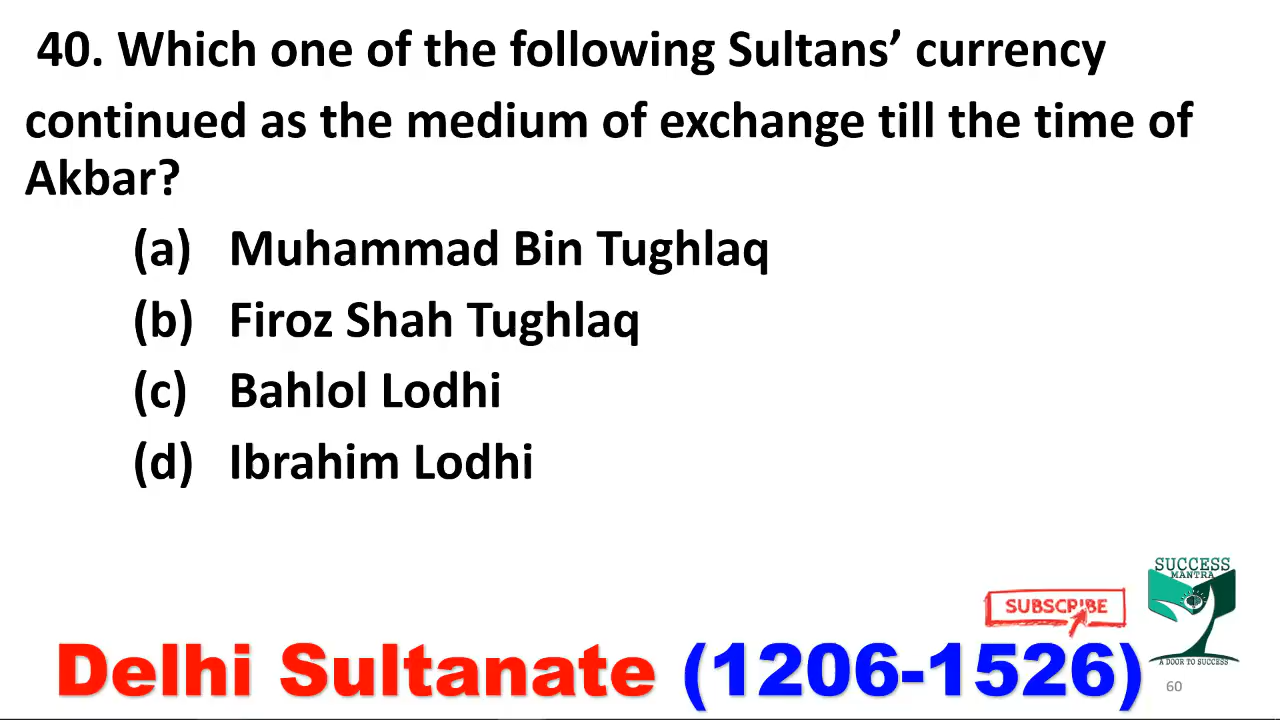 40. Which one of the following Sultans’ currency
continued as the medium of exchange till the time of
Akbar?
(a) Muhammad Bin Tughlaq
(b) Firoz Shah Tughlaq
(c) Bahlol Lodhi
(d) Ibrahim Lodhi
SUCCESS
MANTRA
SUBSCRIBE
A DOOR TO SUCCESS
Delhi Sultanate (1206-1526)
60